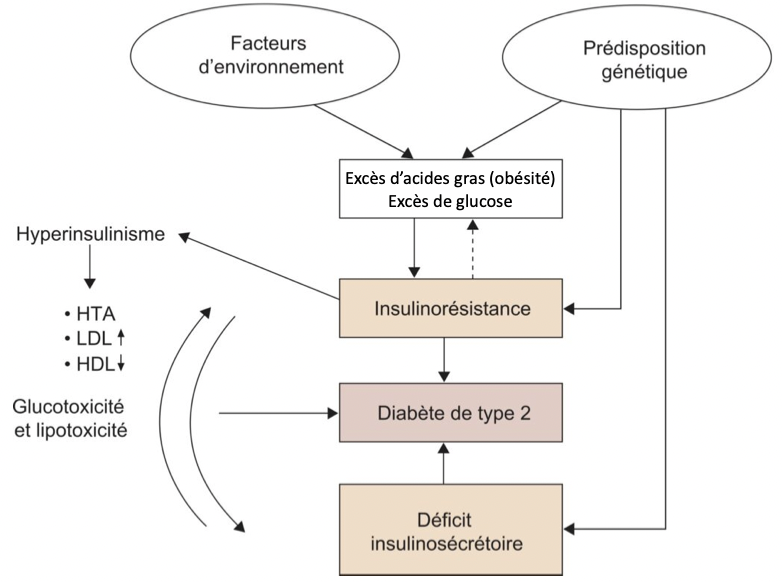 Facteurs
d'environnement
Prédisposition
génétique
Excès d'acides gras (obésité)
Excès de glucose
Hyperinsulinisme
Insulinorésistance
• HTA
• LDL ↑
• HDL ↓
Glucotoxicité
et lipotoxicité
Diabète de type 2
Déficit
insulinosécrétoire